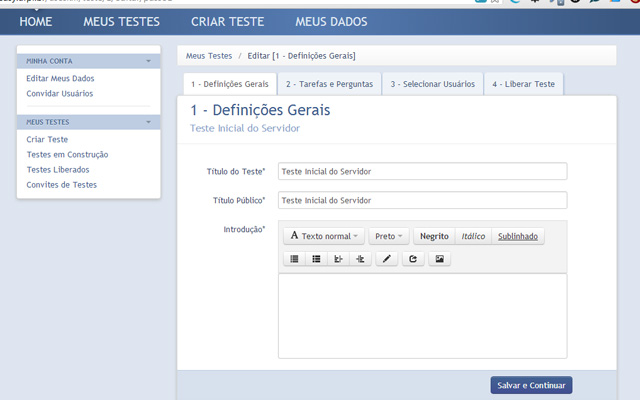 HOME MEUS TESTES CRIAR TESTE MEUS DADOS
Meus Testes / Editar [1 - Definições Gerais]
MINHA CONTA
Editar Meus Dados
Convidar Usuários
MEUS TESTES
Criar Teste
Testes em Construção
Testes Liberados
Convites de Testes
1 - Definições Gerais 2 - Tarefas e Perguntas 3 - Selecionar Usuários 4 - Liberar Teste
1 - Definições Gerais
Teste Inicial do Servidor
Título do Teste* Teste Inicial do Servidor
Título Público* Teste Inicial do Servidor
Introdução*
A Texto normal Preto Negrito Itálico Sublinhado
Salvar e Continuar